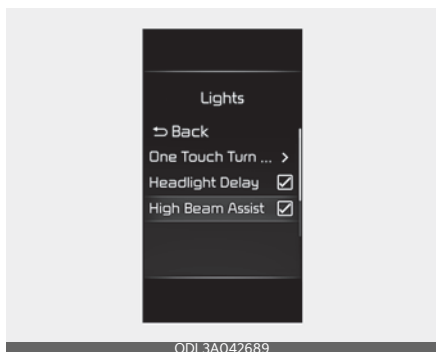 Lights
Back
One Touch Turn ... >
Headlight Delay
High Beam Assist
ODL3A042689